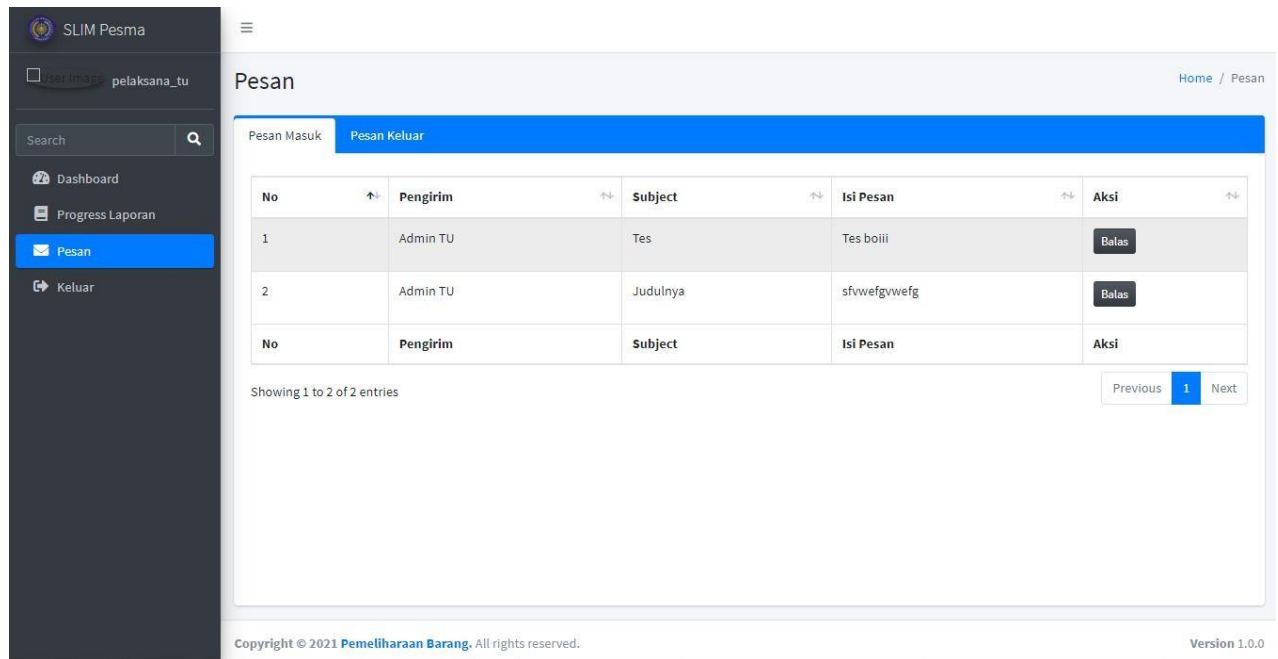 SLIM Pesma
User Image pelaksana_tu
Search
Dashboard
Progress Laporan
Pesan
Keluar
Pesan
Home / Pesan
Pesan Masuk Pesan Keluar
No Pengirim Subject Isi Pesan Aksi
1 Admin TU Tes Tes boiii Balas
2 Admin TU Judulnya sfvwefgvwefg Balas
No Pengirim Subject Isi Pesan Aksi
Showing 1 to 2 of 2 entries
Previous 1 Next
Copyright © 2021 Pemeliharaan Barang. All rights reserved.
Version 1.0.0